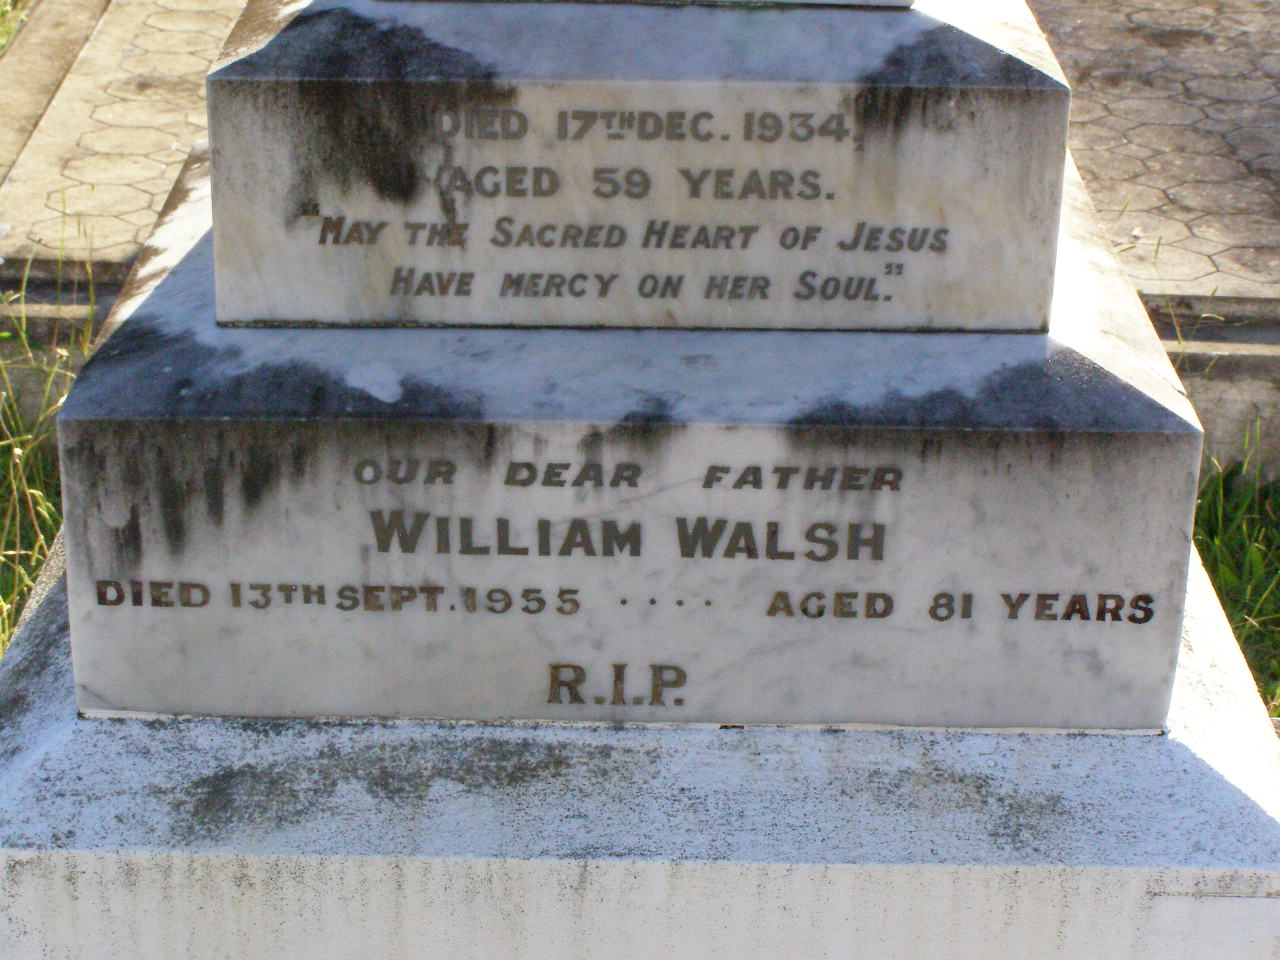 DIED 17TH DEC. 1934,
AGED 59 YEARS.
"MAY THE SACRED HEART OF JESUS
HAVE MERCY ON HER SOUL."
OUR DEAR FATHER
WILLIAM WALSH
DIED 13TH SEPT. 1955 .... AGED 81 YEARS
R.I.P.